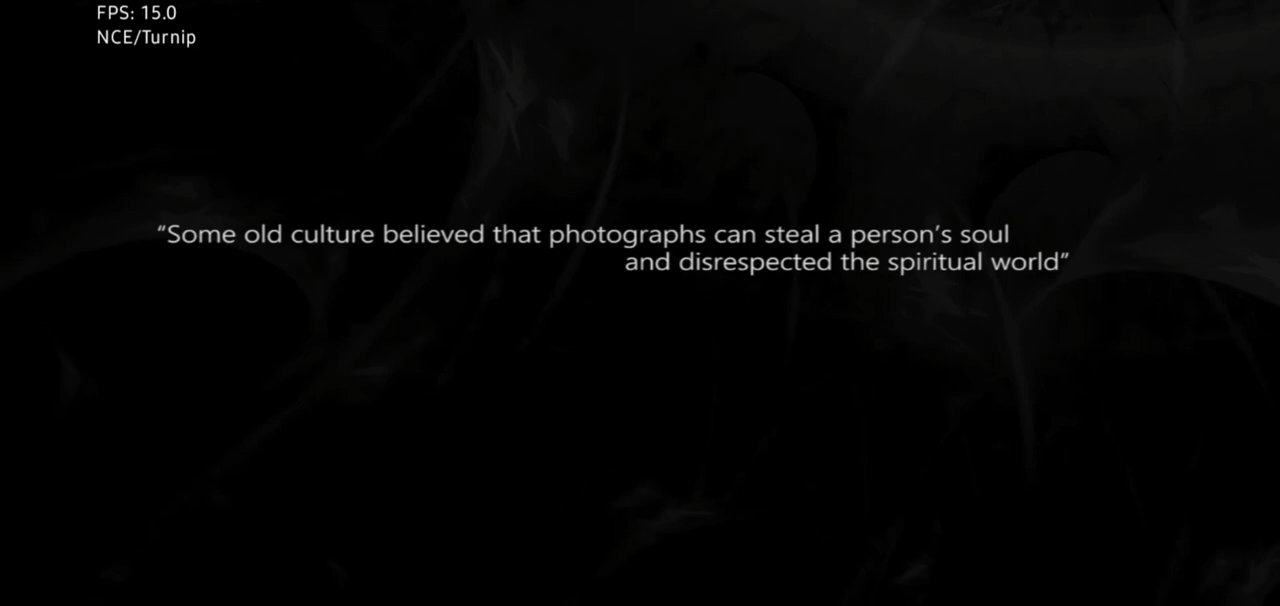 FPS: 15.0
NCE/Turnip
“Some old culture believed that photographs can steal a person’s soul
and disrespected the spiritual world”